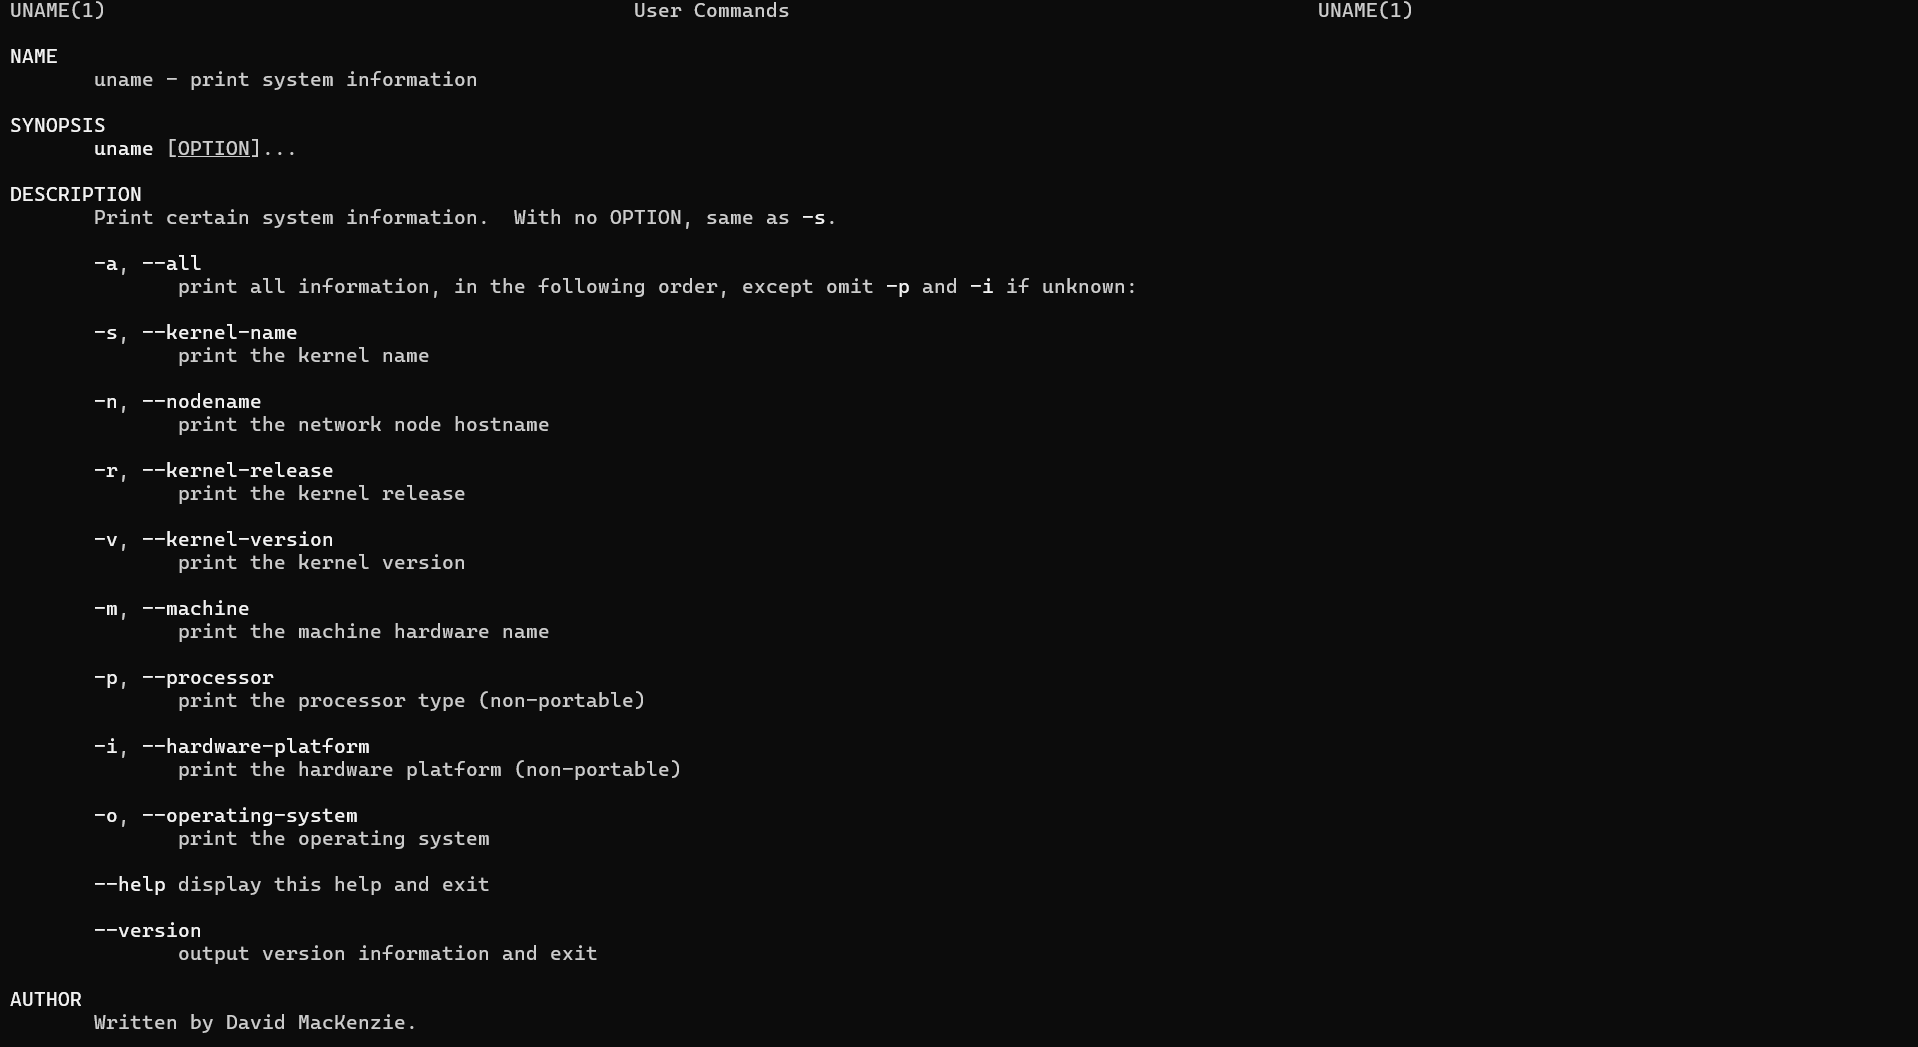 UNAME(1) User Commands UNAME(1)
NAME
uname - print system information
SYNOPSIS
uname [OPTION]...
DESCRIPTION
Print certain system information.  With no OPTION, same as -s.
-a, --all
print all information, in the following order, except omit -p and -i if unknown:
-s, --kernel-name
print the kernel name
-n, --nodename
print the network node hostname
-r, --kernel-release
print the kernel release
-v, --kernel-version
print the kernel version
-m, --machine
print the machine hardware name
-p, --processor
print the processor type (non-portable)
-i, --hardware-platform
print the hardware platform (non-portable)
-o, --operating-system
print the operating system
--help display this help and exit
--version
output version information and exit
AUTHOR
Written by David MacKenzie.